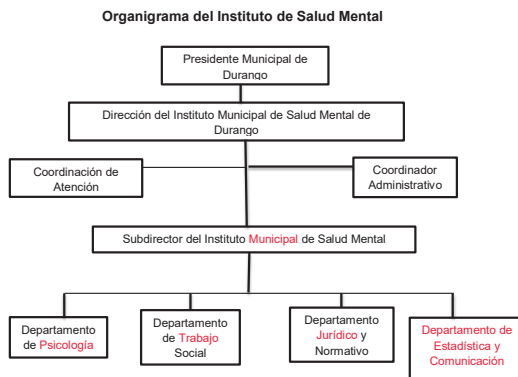 Organigrama del Instituto de Salud Mental
Presidente Municipal de
Durango
Dirección del Instituto Municipal de Salud Mental de
Durango
Coordinación de
Atención
Coordinador
Administrativo
Subdirector del Instituto Municipal de Salud Mental
Departamento
de Psicología
Departamento
de Trabajo
Social
Departamento
Jurídico y
Normativo
Departamento de
Estadística y
Comunicación